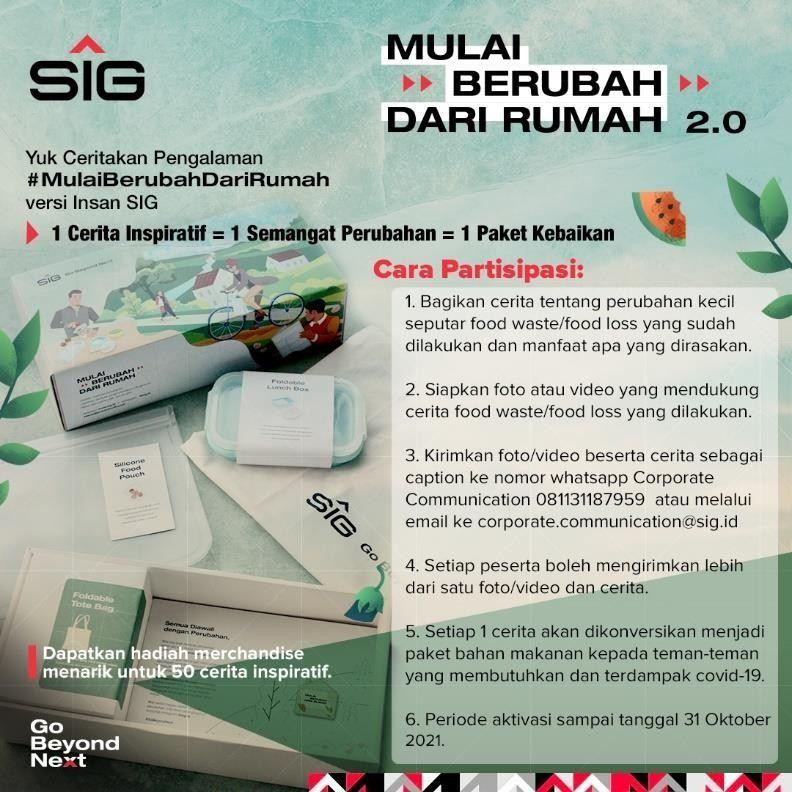 SIG
MULAI
BERUBAH
DARI RUMAH 2.0
Yuk Ceritakan Pengalaman
#MulaiBerubahDariRumah
versi Insan SIG
1 Cerita Inspiratif = 1 Semangat Perubahan = 1 Paket Kebaikan
Cara Partisipasi:
1. Bagikan cerita tentang perubahan kecil
seputar food waste/food loss yang sudah
dilakukan dan manfaat apa yang dirasakan.
2. Siapkan foto atau video yang mendukung
cerita food waste/food loss yang dilakukan.
3. Kirimkan foto/video beserta cerita sebagai
caption ke nomor whatsapp Corporate
Communication 081131187959 atau melalui
email ke corporate.communication@sig.id
4. Setiap peserta boleh mengirimkan lebih
dari satu foto/video dan cerita.
5. Setiap 1 cerita akan dikonversikan menjadi
paket bahan makanan kepada teman-teman
yang membutuhkan dan terdampak covid-19.
6. Periode aktivasi sampai tanggal 31 Oktober
2021.
SIG Go Beyond Next
MULAI
BERUBAH
DARI RUMAH
Foldable
Lunch Box
Silicone
Food
Pouch
SIG
Go Be
Foldable
Tote Bag
Semua Diawali
dengan Perubahan.
Dapatkan hadiah merchandise
menarik untuk 50 cerita inspiratif.
Go
Beyond
Next